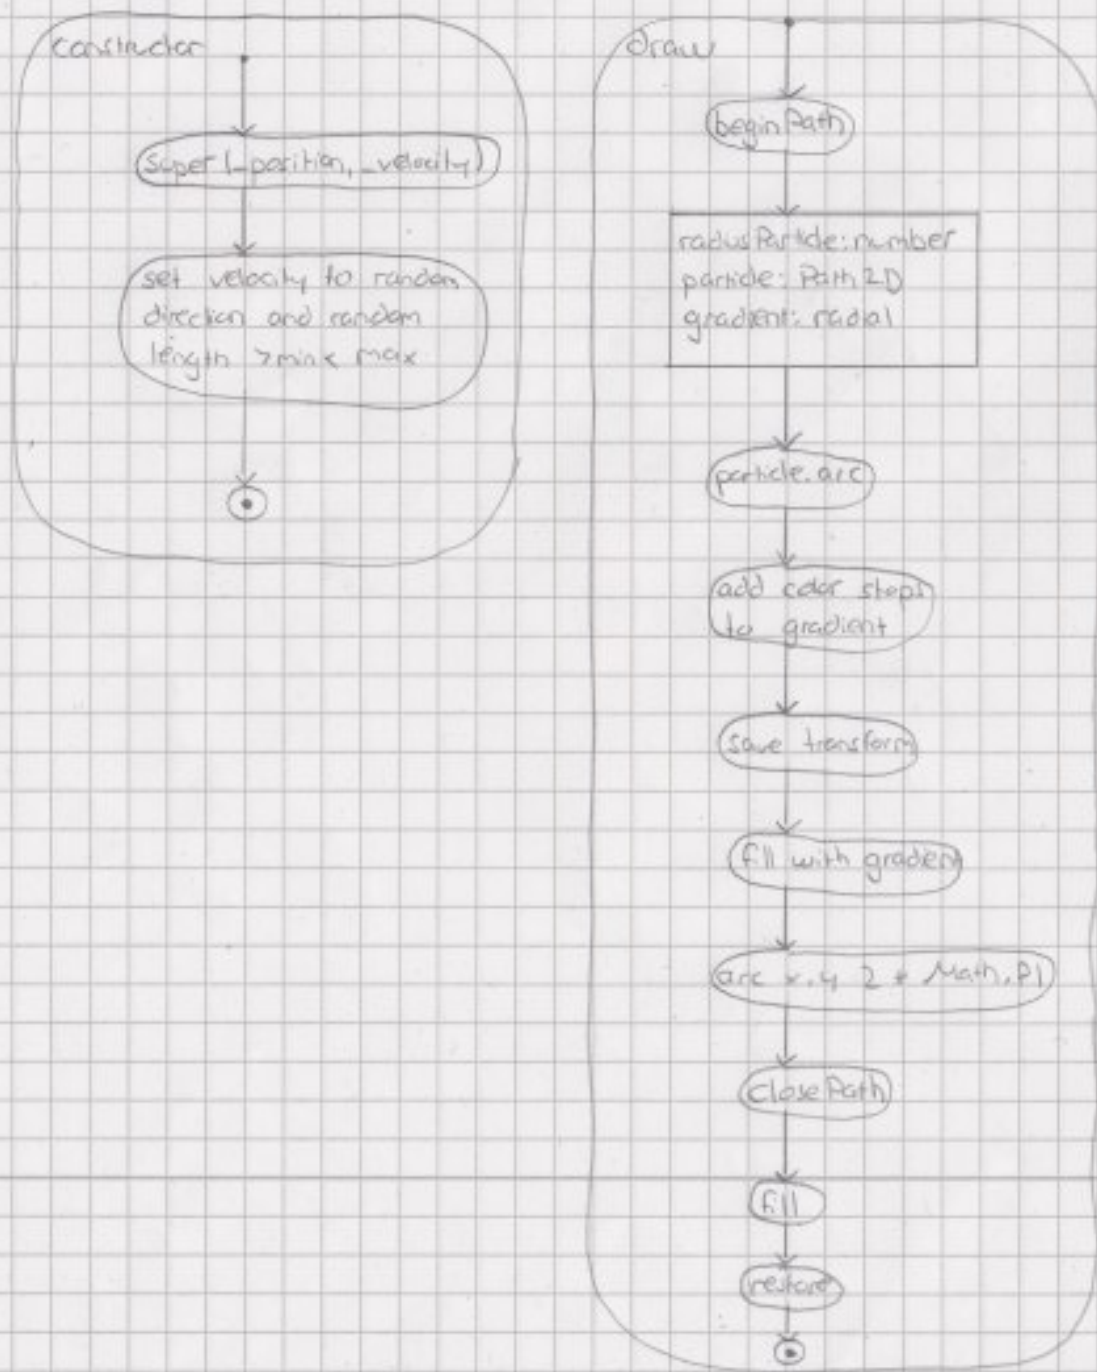 constructor
super (_position, _velocity)
set velocity to random
direction and random
length >min< max
draw
beginPath
radiusParticle: number
particle: Path2D
gradient: radial
particle.arc
add color stops
to gradient
save transform
fill with gradient
arc x,y 2 * Math.PI
closePath
fill
restore